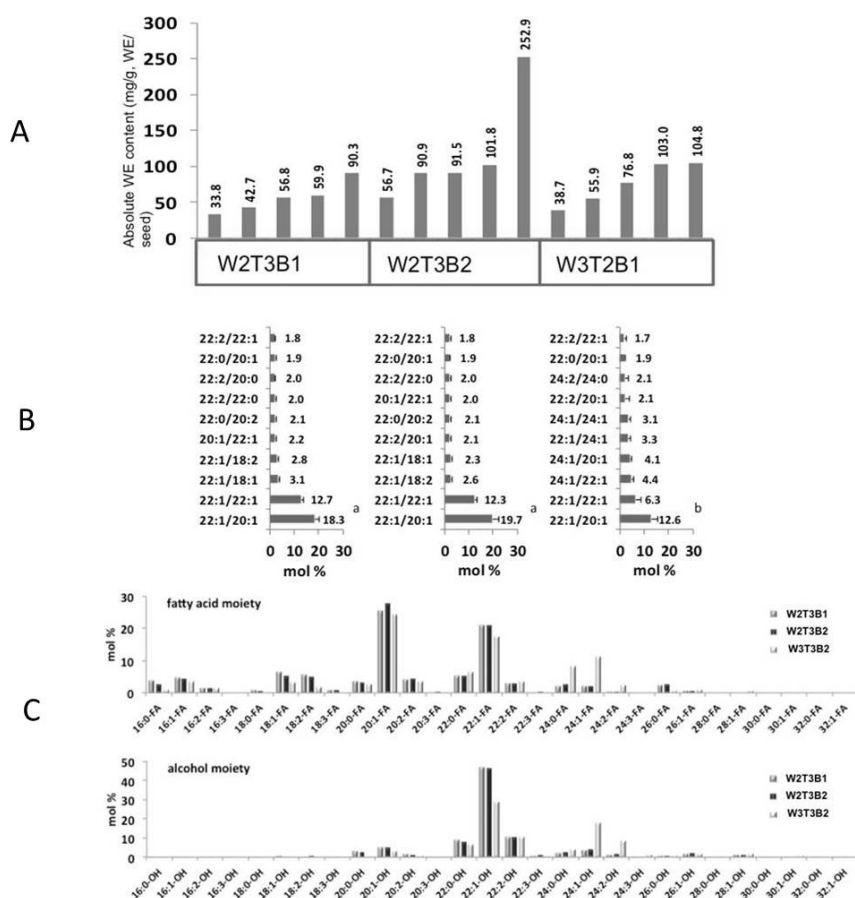 A
Absolute WE content (mg/g, WE/
seed)
300
250
200
150
100
50
0
33.8
42.7
56.8
59.9
90.3
56.7
90.9
91.5
101.8
252.9
38.7
55.9
76.8
103.0
104.8
W2T3B1
W2T3B2
W3T2B1
B
22:2/22:1 1.8
22:0/20:1 1.9
22:2/20:0 2.0
22:2/22:0 2.0
22:0/20:2 2.1
20:1/22:1 2.2
22:1/18:2 2.8
22:1/18:1 3.1
22:1/22:1 12.7
22:1/20:1 18.3
a
0 10 20 30
mol %
22:2/22:1 1.8
22:0/20:1 1.9
22:2/22:0 2.0
20:1/22:1 2.0
22:0/20:2 2.1
22:2/20:1 2.1
22:1/18:1 2.3
22:1/18:2 2.6
22:1/22:1 12.3
22:1/20:1 19.7
a
0 10 20 30
mol %
22:2/22:1 1.7
22:0/20:1 1.9
24:2/24:0 2.1
22:2/20:1 2.1
24:1/24:1 3.1
22:1/24:1 3.3
24:1/20:1 4.1
24:1/22:1 4.4
22:1/22:1 6.3
22:1/20:1 12.6
b
0 10 20 30
mol %
C
fatty acid moiety
mol %
30
20
10
0
W2T3B1
W2T3B2
W3T3B2
16:0-FA 16:1-FA 16:2-FA 16:3-FA 18:0-FA 18:1-FA 18:2-FA 18:3-FA 20:0-FA 20:1-FA 20:2-FA 20:3-FA 22:0-FA 22:1-FA 22:2-FA 22:3-FA 24:0-FA 24:1-FA 24:2-FA 24:3-FA 26:0-FA 26:1-FA 28:0-FA 28:1-FA 30:0-FA 30:1-FA 32:0-FA 32:1-FA
alcohol moiety
mol %
50
40
30
20
10
0
W2T3B1
W2T3B2
W3T3B2
16:0-OH 16:1-OH 16:2-OH 16:3-OH 18:0-OH 18:1-OH 18:2-OH 18:3-OH 20:0-OH 20:1-OH 20:2-OH 20:3-OH 22:0-OH 22:1-OH 22:2-OH 22:3-OH 24:0-OH 24:1-OH 24:2-OH 24:3-OH 26:0-OH 26:1-OH 28:0-OH 28:1-OH 30:0-OH 30:1-OH 32:0-OH 32:1-OH